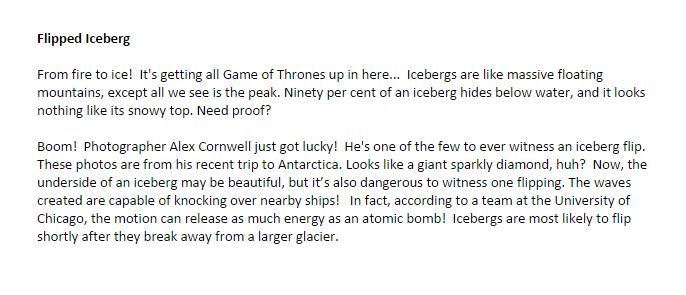 Flipped Iceberg
From fire to ice!  It's getting all Game of Thrones up in here...  Icebergs are like massive floating
mountains, except all we see is the peak. Ninety per cent of an iceberg hides below water, and it looks
nothing like its snowy top. Need proof?
Boom!  Photographer Alex Cornwell just got lucky!  He's one of the few to ever witness an iceberg flip.
These photos are from his recent trip to Antarctica. Looks like a giant sparkly diamond, huh?  Now, the
underside of an iceberg may be beautiful, but it’s also dangerous to witness one flipping. The waves
created are capable of knocking over nearby ships!   In fact, according to a team at the University of
Chicago, the motion can release as much energy as an atomic bomb!  Icebergs are most likely to flip
shortly after they break away from a larger glacier.